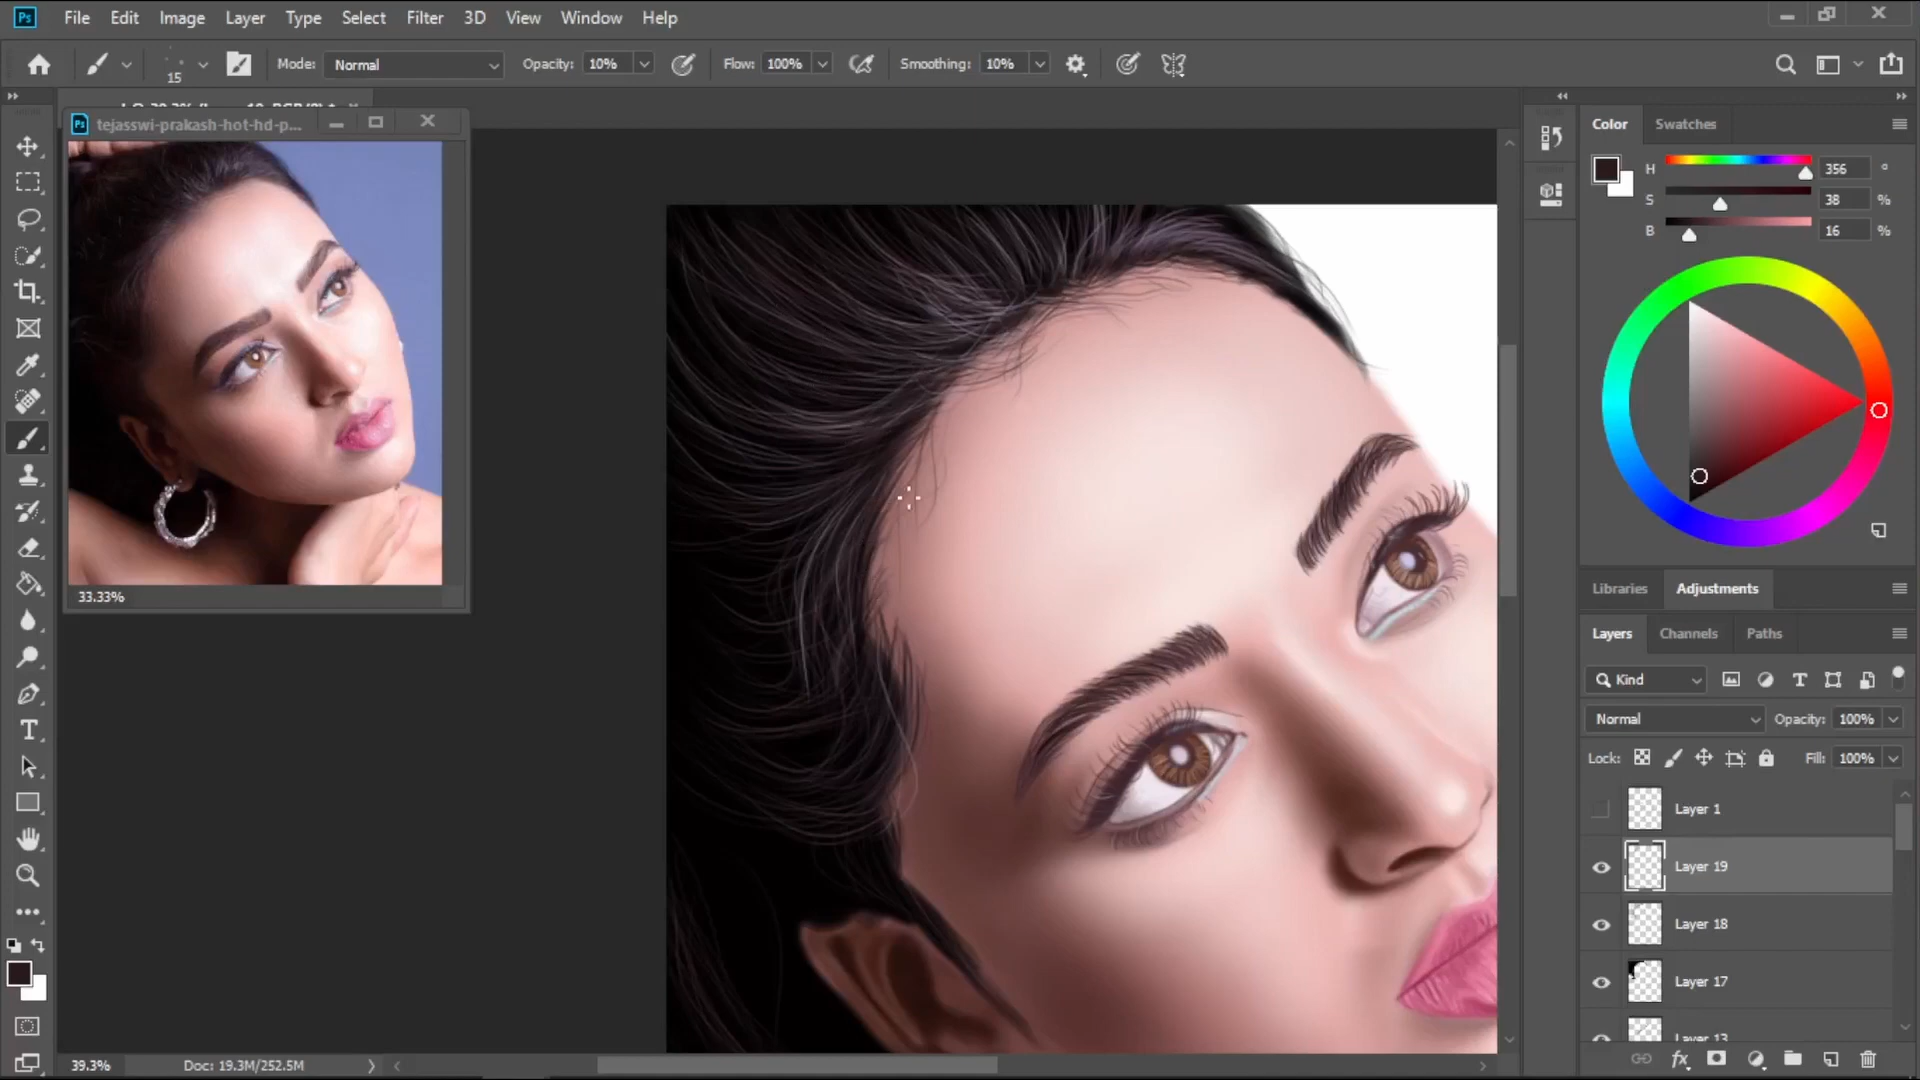 Ps File Edit Image Layer Type Select Filter 3D View Window Help
15 Mode: Normal Opacity: 10% Flow: 100% Smoothing: 10%
Ps tejasswi-prakash-hot-hd-p...
33.33%
Color Swatches
H 356 °
S 38 %
B 16 %
Libraries Adjustments
Layers Channels Paths
Kind
Normal Opacity: 100%
Lock: Fill: 100%
Layer 1
Layer 19
Layer 18
Layer 17
Layer 13
39.3% Doc: 19.3M/252.5M